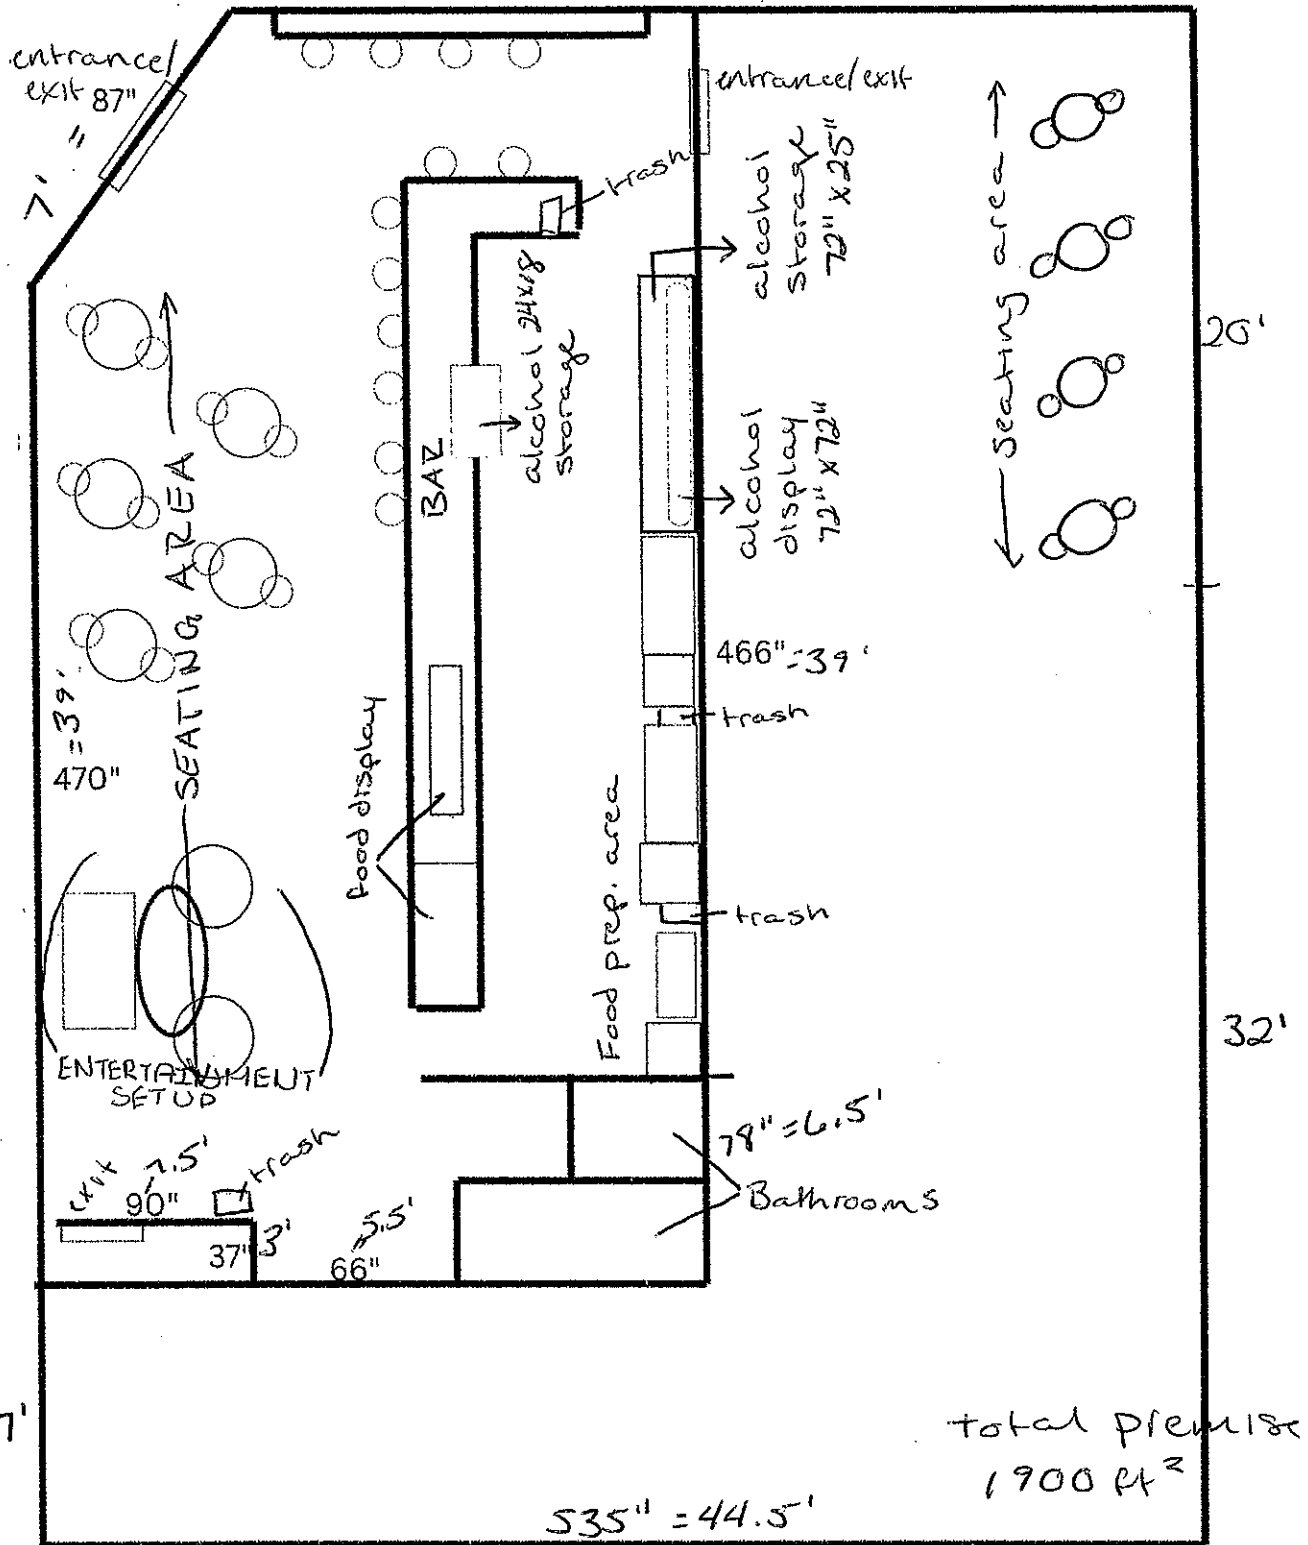 entrance/
exit 87"
7' "
entrance/exit
trash
alcohol
storage
72" x 25"
← seating area →
20'
alcohol 24x18
storage
BAR
alcohol
display
72" x 72"
SEATING AREA
466" = 39'
trash
= 39'
470"
food display
Food prep. area
trash
32'
ENTERTAINMENT
SETUP
78" = 6.5'
Bathrooms
exit
7.5'
90"
trash
37" 3'
5.5'
66"
7'
total premise
1900 ft²
535" = 44.5'